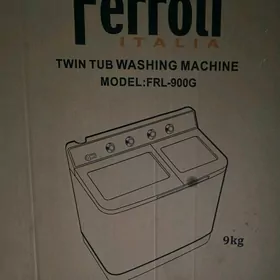 Ferroli
ITALIA
TWIN TUB WASHING MACHINE
MODEL:FRL-900G
9kg